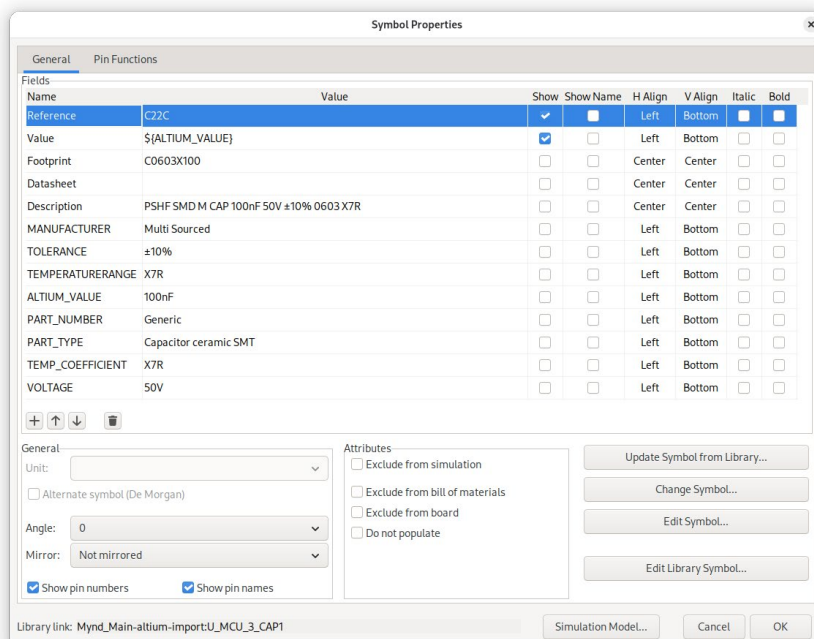 Symbol Properties
General Pin Functions
Fields
Name Value Show Show Name H Align V Align Italic Bold
Reference C22C Left Bottom
Value ${ALTIUM_VALUE} Left Bottom
Footprint C0603X100 Center Center
Datasheet Center Center
Description PSHF SMD M CAP 100nF 50V ±10% 0603 X7R Center Center
MANUFACTURER Multi Sourced Left Bottom
TOLERANCE ±10% Left Bottom
TEMPERATURERANGE X7R Left Bottom
ALTIUM_VALUE 100nF Left Bottom
PART_NUMBER Generic Left Bottom
PART_TYPE Capacitor ceramic SMT Left Bottom
TEMP_COEFFICIENT X7R Left Bottom
VOLTAGE 50V Left Bottom
General
Unit:
Alternate symbol (De Morgan)
Angle: 0
Mirror: Not mirrored
Show pin numbers Show pin names
Attributes
Exclude from simulation
Exclude from bill of materials
Exclude from board
Do not populate
Update Symbol from Library...
Change Symbol...
Edit Symbol...
Edit Library Symbol...
Library link: Mynd_Main-altium-import:U_MCU_3_CAP1
Simulation Model... Cancel OK